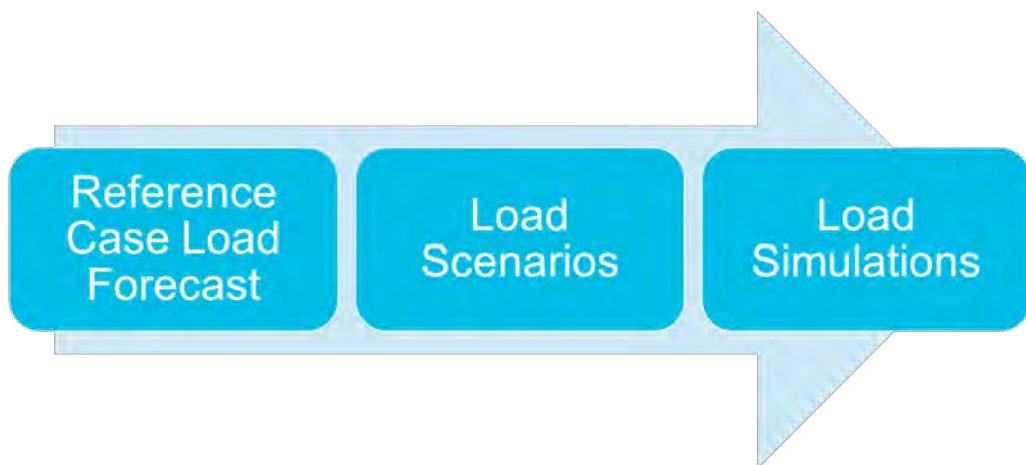 Reference
Case Load
Forecast
Load
Scenarios
Load
Simulations